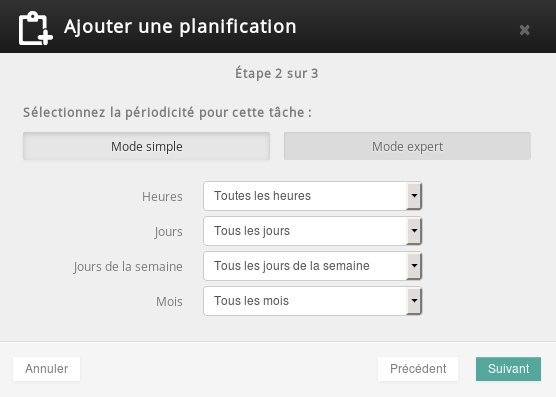 Ajouter une planification
Étape 2 sur 3
Sélectionnez la périodicité pour cette tâche :
Mode simple Mode expert
Heures Toutes les heures
Jours Tous les jours
Jours de la semaine Tous les jours de la semaine
Mois Tous les mois
Annuler Précédent Suivant